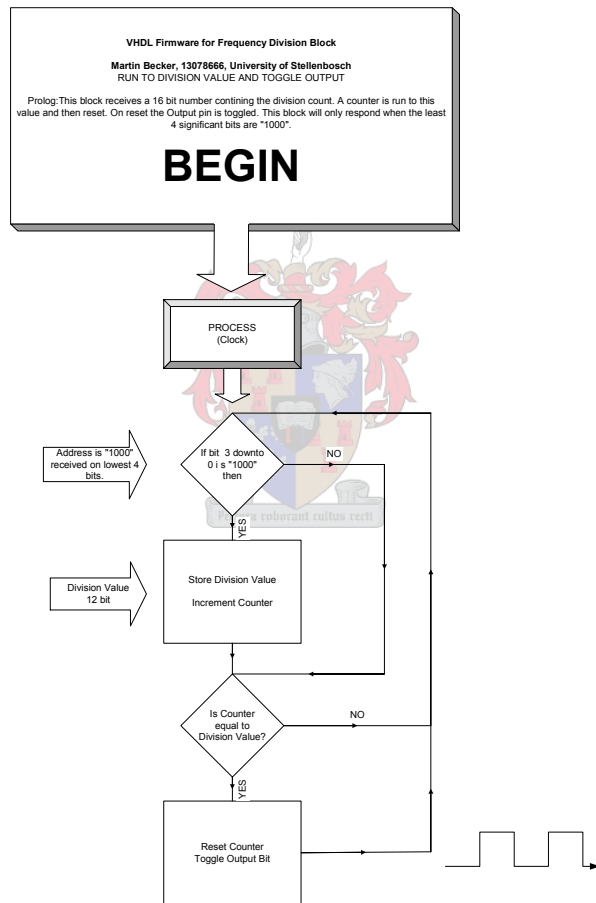 VHDL Firmware for Frequency Division Block
Martin Becker, 13078666, University of Stellenbosch
RUN TO DIVISION VALUE AND TOGGLE OUTPUT
Prolog:This block receives a 16 bit number contining the division count. A counter is run to this
value and then reset. On reset the Output pin is toggled. This block will only respond when the least
4 significant bits are "1000".
BEGIN
PROCESS
(Clock)
Address is "1000"
received on lowest 4
bits.
If bit 3 downto
0 i s "1000"
then
NO
roborant cultus recti
YES
Division Value
12 bit
Store Division Value
Increment Counter
Is Counter
equal to
Division Value?
NO
YES
Reset Counter
Toggle Output Bit